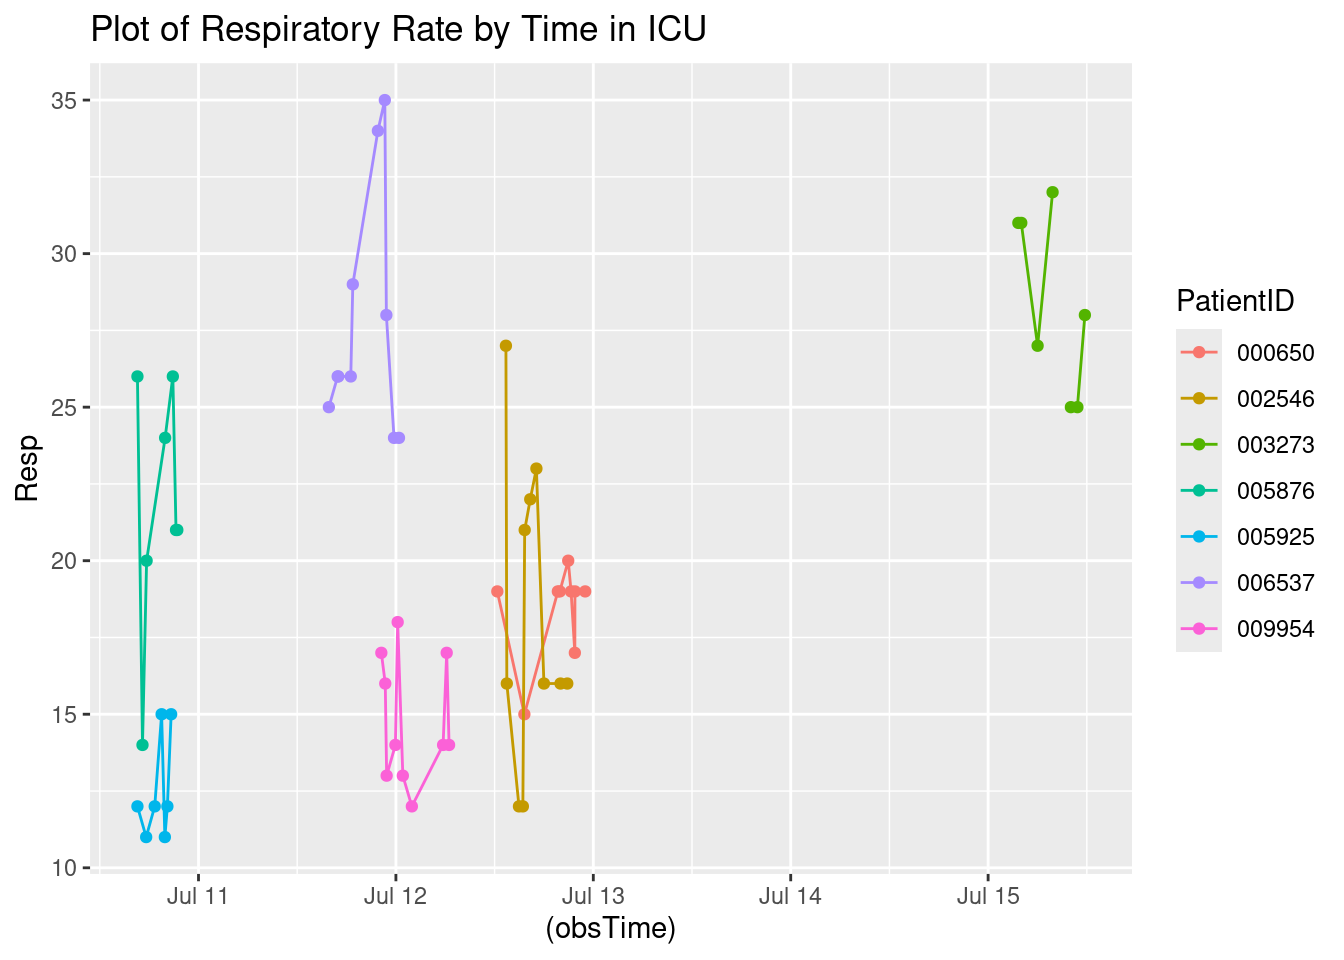 Plot of Respiratory Rate by Time in ICU
35
30
25
20
15
10
Resp
Jul 11
Jul 12
Jul 13
Jul 14
Jul 15
(obsTime)
PatientID
000650
002546
003273
005876
005925
006537
009954